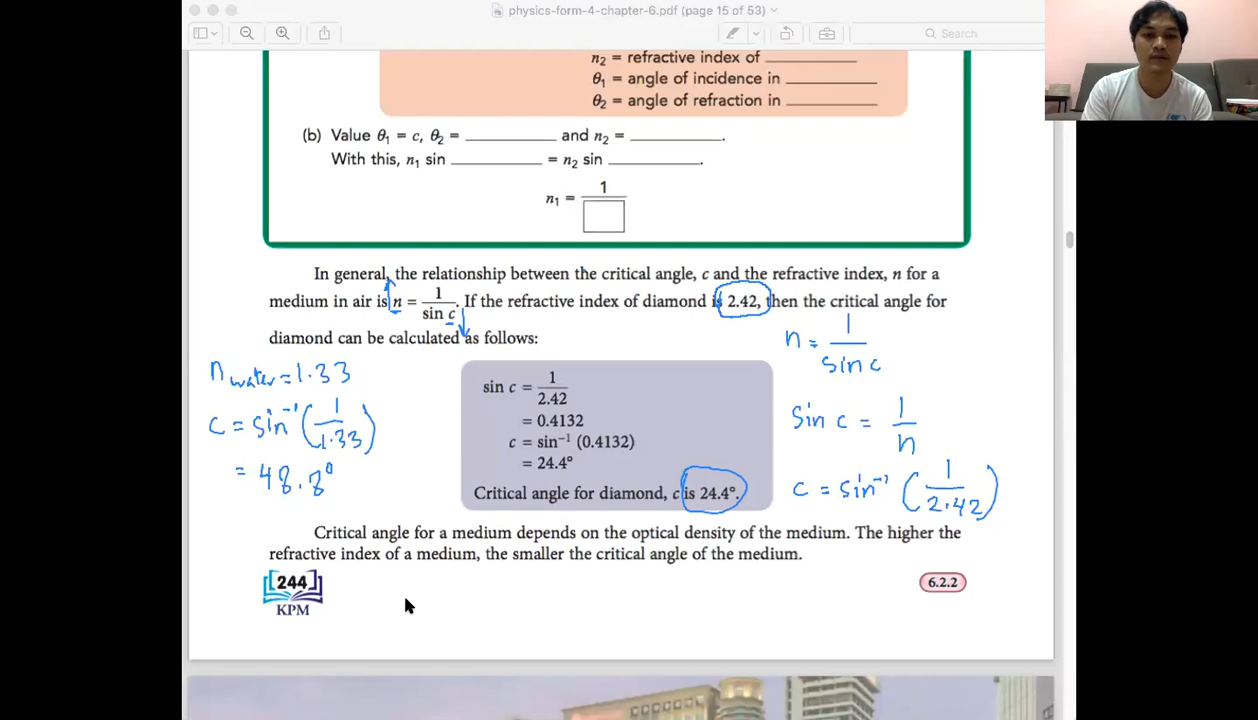 physics-form-4-chapter-6.pdf (page 15 of 53)
Search
n₂ = refractive index of ____________
θ₁ = angle of incidence in ____________
θ₂ = angle of refraction in ____________
(b) Value θ₁ = c, θ₂ = ____________ and n₂ = ____________.
With this, n₁ sin ____________ = n₂ sin ____________.
n₁ = 1 / □
In general, the relationship between the critical angle, c and the refractive index, n for a
medium in air is n = 1 / sin c. If the refractive index of diamond is 2.42, then the critical angle for
diamond can be calculated as follows:
n water = 1.33
c = sin⁻¹ (1 / 1.33)
= 48.8°
sin c = 1 / 2.42
= 0.4132
c = sin⁻¹ (0.4132)
= 24.4°
Critical angle for diamond, c is 24.4°.
n = 1 / sin c
sin c = 1 / n
c = sin⁻¹ (1 / 2.42)
Critical angle for a medium depends on the optical density of the medium. The higher the
refractive index of a medium, the smaller the critical angle of the medium.
244
KPM
6.2.2